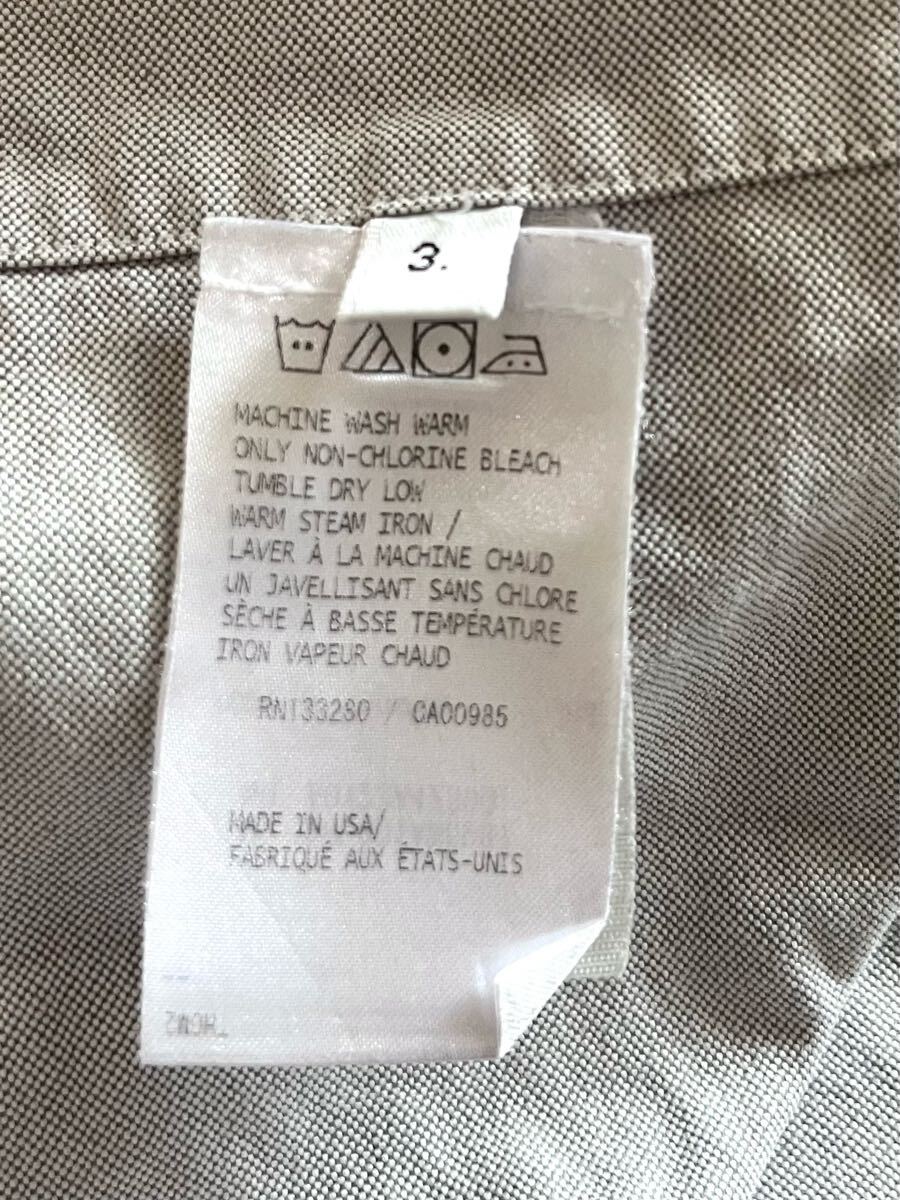 3.
MACHINE WASH WARM
ONLY NON-CHLORINE BLEACH
TUMBLE DRY LOW
WARM STEAM IRON /
LAVER À LA MACHINE CHAUD
UN JAVELLISANT SANS CHLORE
SÈCHE À BASSE TEMPÉRATURE
IRON VAPEUR CHAUD
RN133280 / CA00985
MADE IN USA/
FABRIQUÉ AUX ÉTATS-UNIS